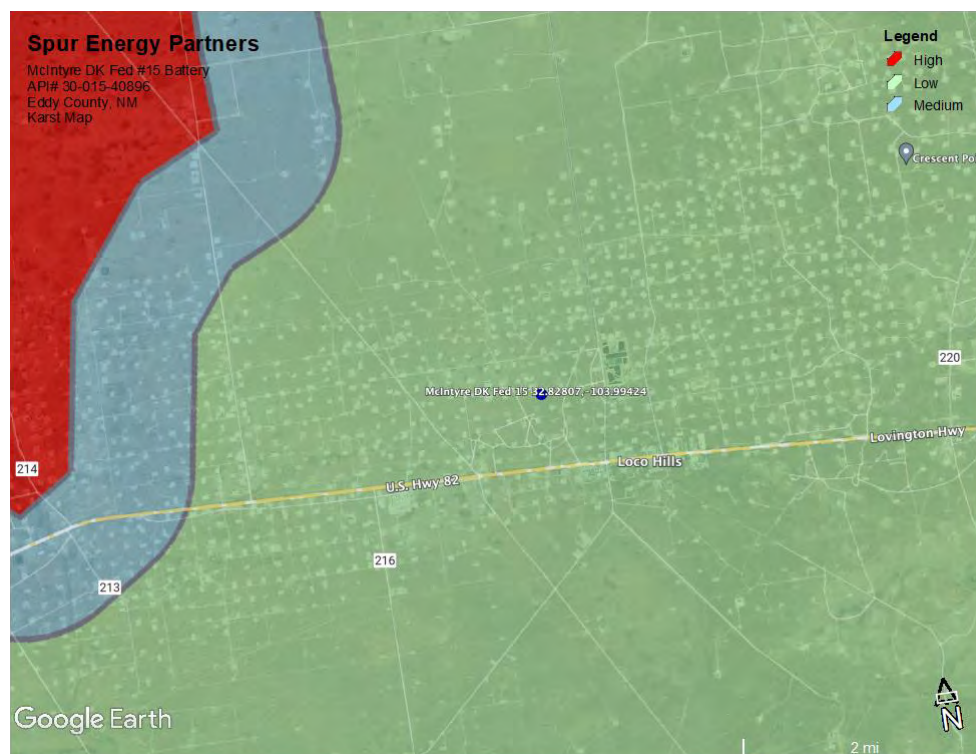 Spur Energy Partners
McIntyre DK Fed #15 Battery
API# 30-015-40896
Eddy County, NM
Karst Map
Legend
High
Low
Medium
Crescent Po
220
McIntyre DK Fed 15 32.82807,-103.99424
Lovington Hwy
Loco Hills
214
U.S. Hwy 82
216
213
N
Google Earth
2 mi